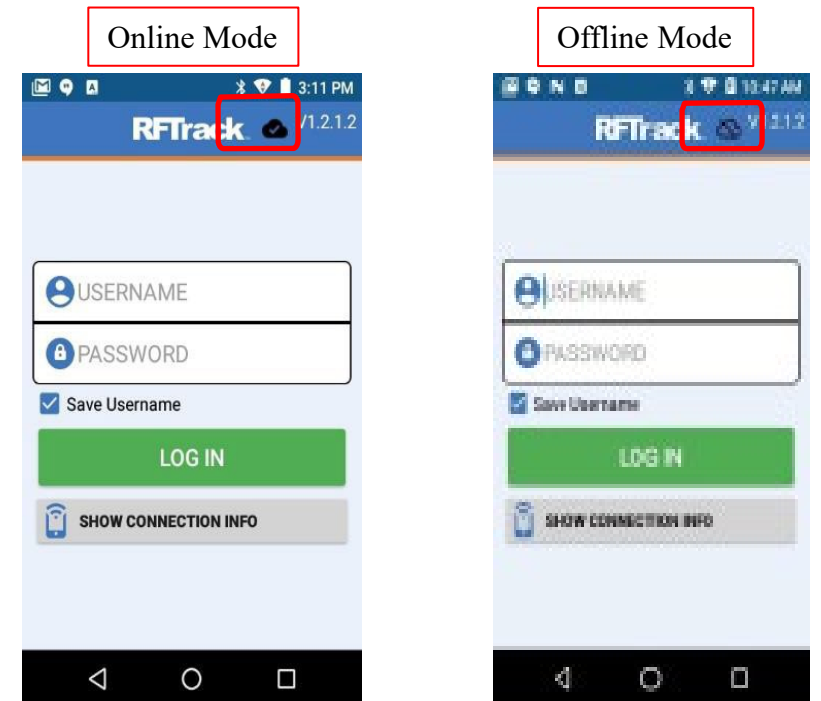 Online Mode
3:11 PM
RFTrack
V1.2.1.2
USERNAME
PASSWORD
Save Username
LOG IN
SHOW CONNECTION INFO
Offline Mode
10:47 AM
RFTrack
V1.2.1.2
USERNAME
PASSWORD
Save Username
LOG IN
SHOW CONNECTION INFO